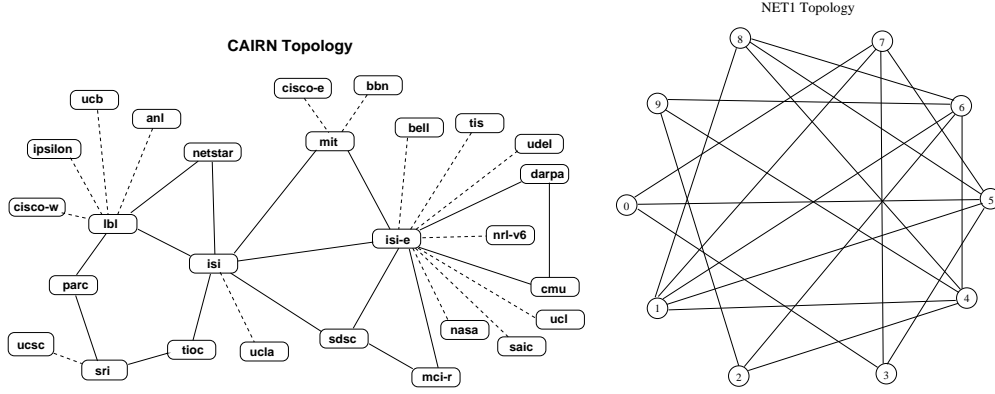 NET1 Topology
CAIRN Topology
8
7
cisco-e
bbn
ucb
anl
9
6
bell
tis
mit
udel
ipsilon
netstar
darpa
cisco-w
lbl
0
5
isi-e
nrl-v6
isi
parc
cmu
4
1
ucl
nasa
ucsc
tioc
ucla
sdsc
saic
sri
mci-r
2
3